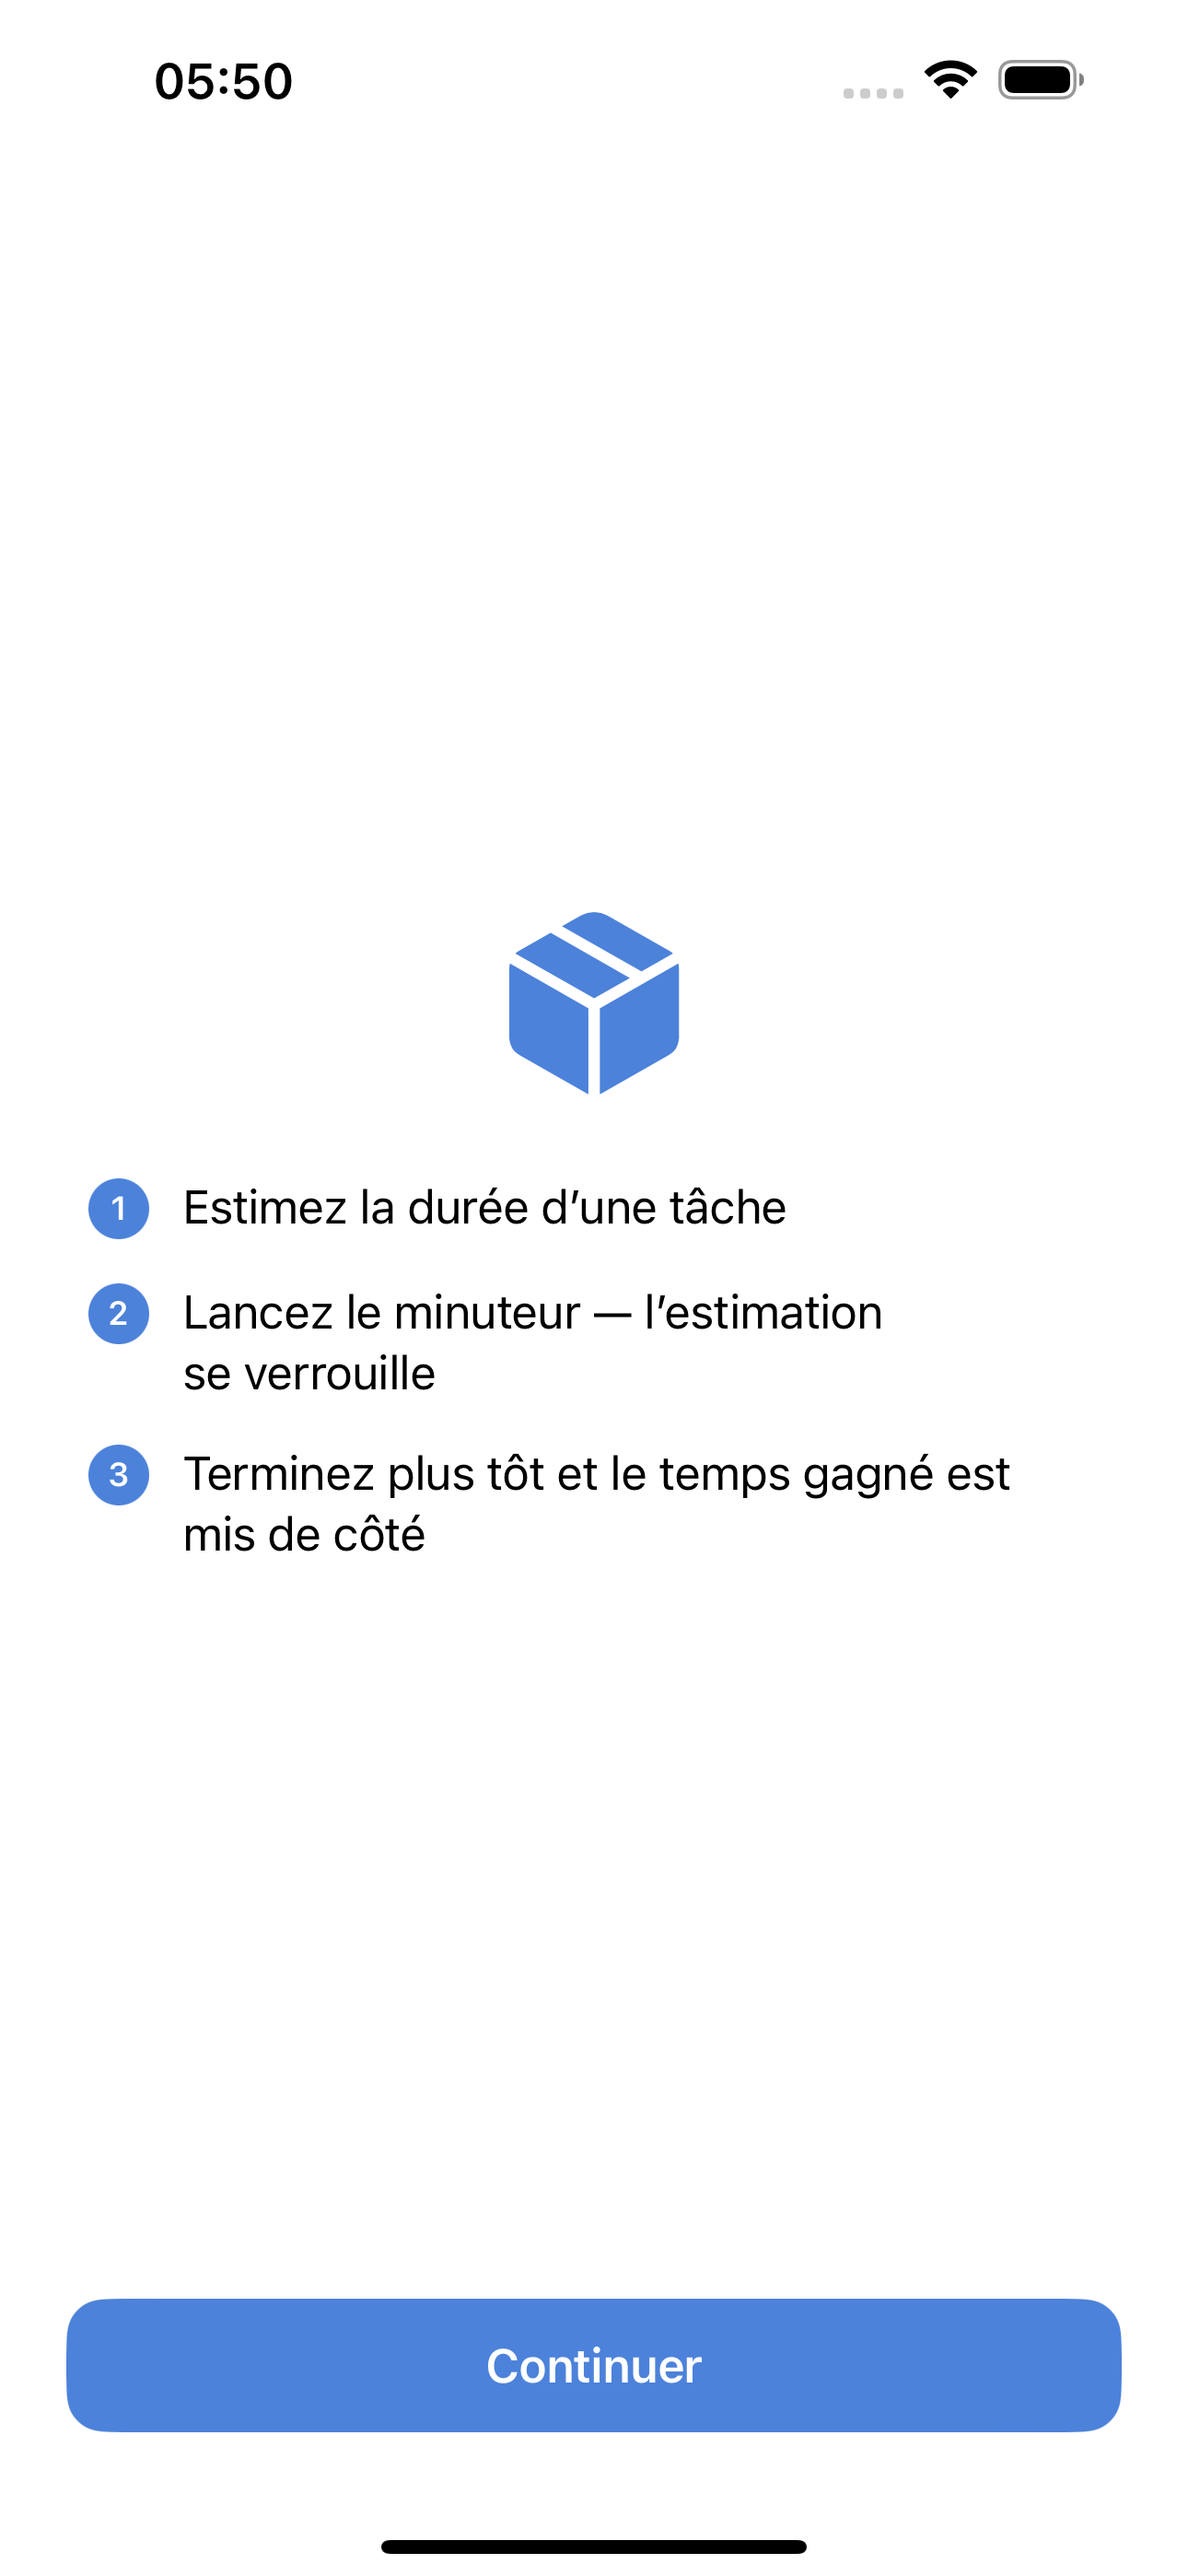 05:50
1 Estimez la durée d’une tâche
2 Lancez le minuteur — l’estimation
se verrouille
3 Terminez plus tôt et le temps gagné est
mis de côté
Continuer